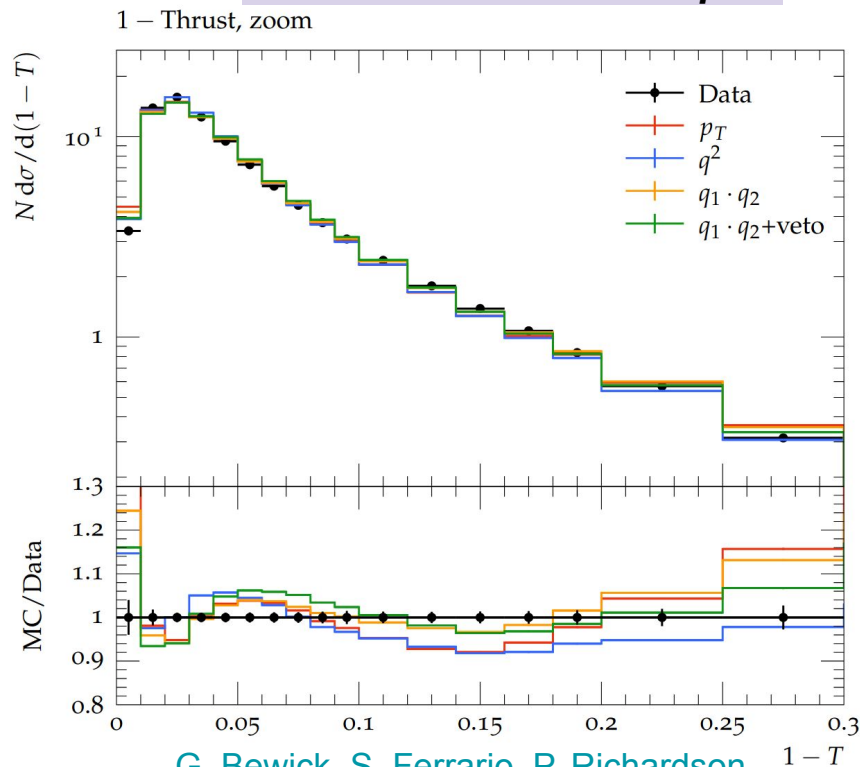 1 − Thrust, zoom
N dσ/d(1 − T)
10¹
1
Data
p_T
q²
q₁ · q₂
q₁ · q₂+veto
MC/Data
1.3
1.2
1.1
1
0.9
0.8
0 0.05 0.1 0.15 0.2 0.25 0.3
1 − T
G. Bewick, S. Ferrario, P. Richardson